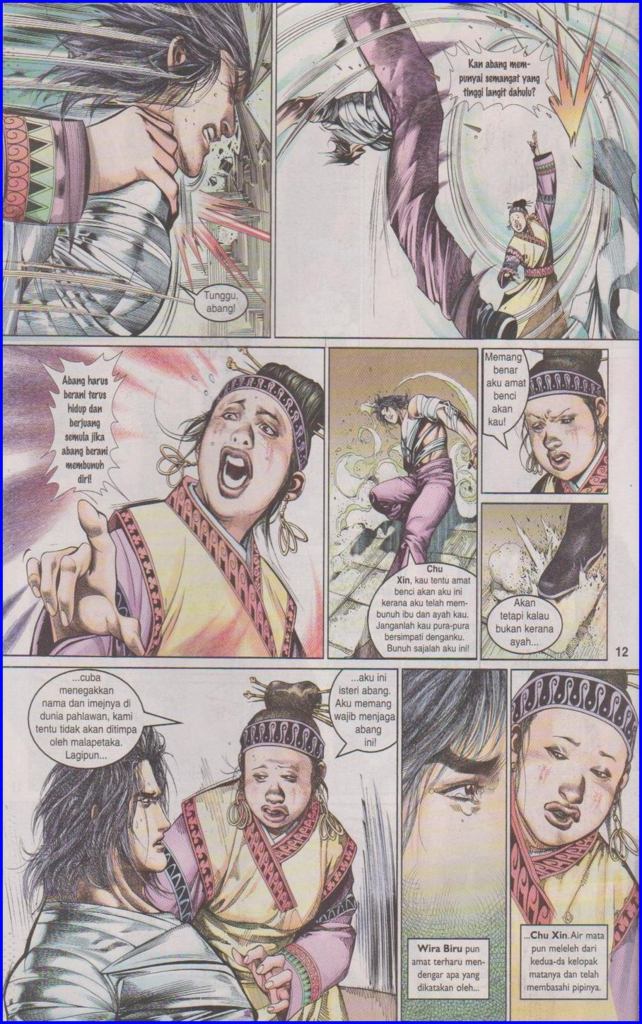 Tunggu,
abang!
Kan abang mem-
punyai semangat yang
tinggi langit dahulu?
Abang harus
berani terus
hidup dan
berjuang
semula jika
abang berani
membunuh
diri!
Chu
Xin, kau tentu amat
benci akan aku ini
kerana aku telah mem-
bunuh ibu dan ayah kau.
Janganlah kau pura-pura
bersimpati denganku.
Bunuh sajalah aku ini!
Memang
benar
aku amat
benci
akan
kau!
Akan
tetapi kalau
bukan kerana
ayah...
12
...cuba
menegakkan
nama dan imejnya di
dunia pahlawan, kami
tentu tidak akan ditimpa
oleh malapetaka.
Lagipun...
...aku ini
isteri abang.
Aku memang
wajib menjaga
abang
ini!
Wira Biru pun
amat terharu men-
dengar apa yang
dikatakan oleh...
...Chu Xin.Air mata
pun meleleh dari
kedua-da kelopak
matanya dan telah
membasahi pipinya.